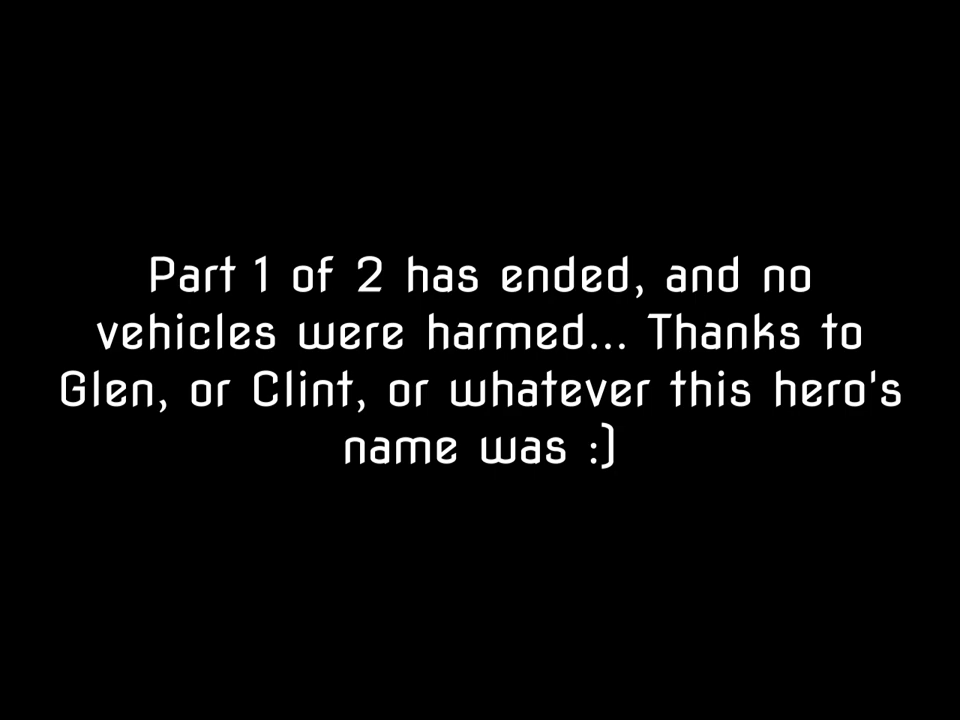 Part 1 of 2 has ended, and no
vehicles were harmed... Thanks to
Glen, or Clint, or whatever this hero's
name was :)